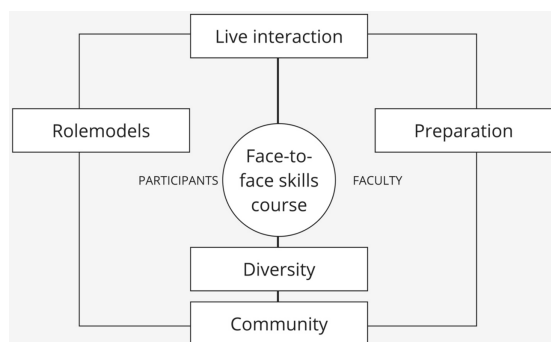 Live interaction
Rolemodels
Preparation
Face-to-
face skills
course
PARTICIPANTS
FACULTY
Diversity
Community